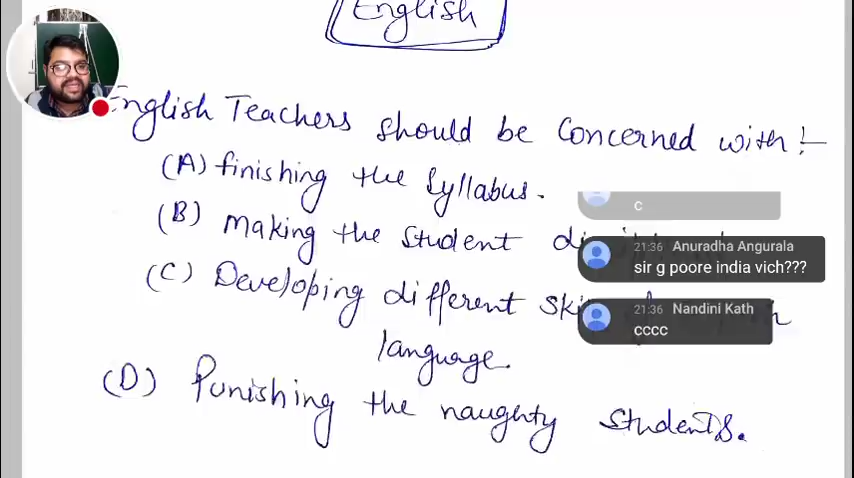 English
English Teachers should be concerned with :-
(A) finishing the syllabus.
(B) Making the student
(C) Developing different
language.
(D) Punishing the naughty students.
c
21:36 Anuradha Angurala
sir g poore india vich???
21:36 Nandini Kath
cccc